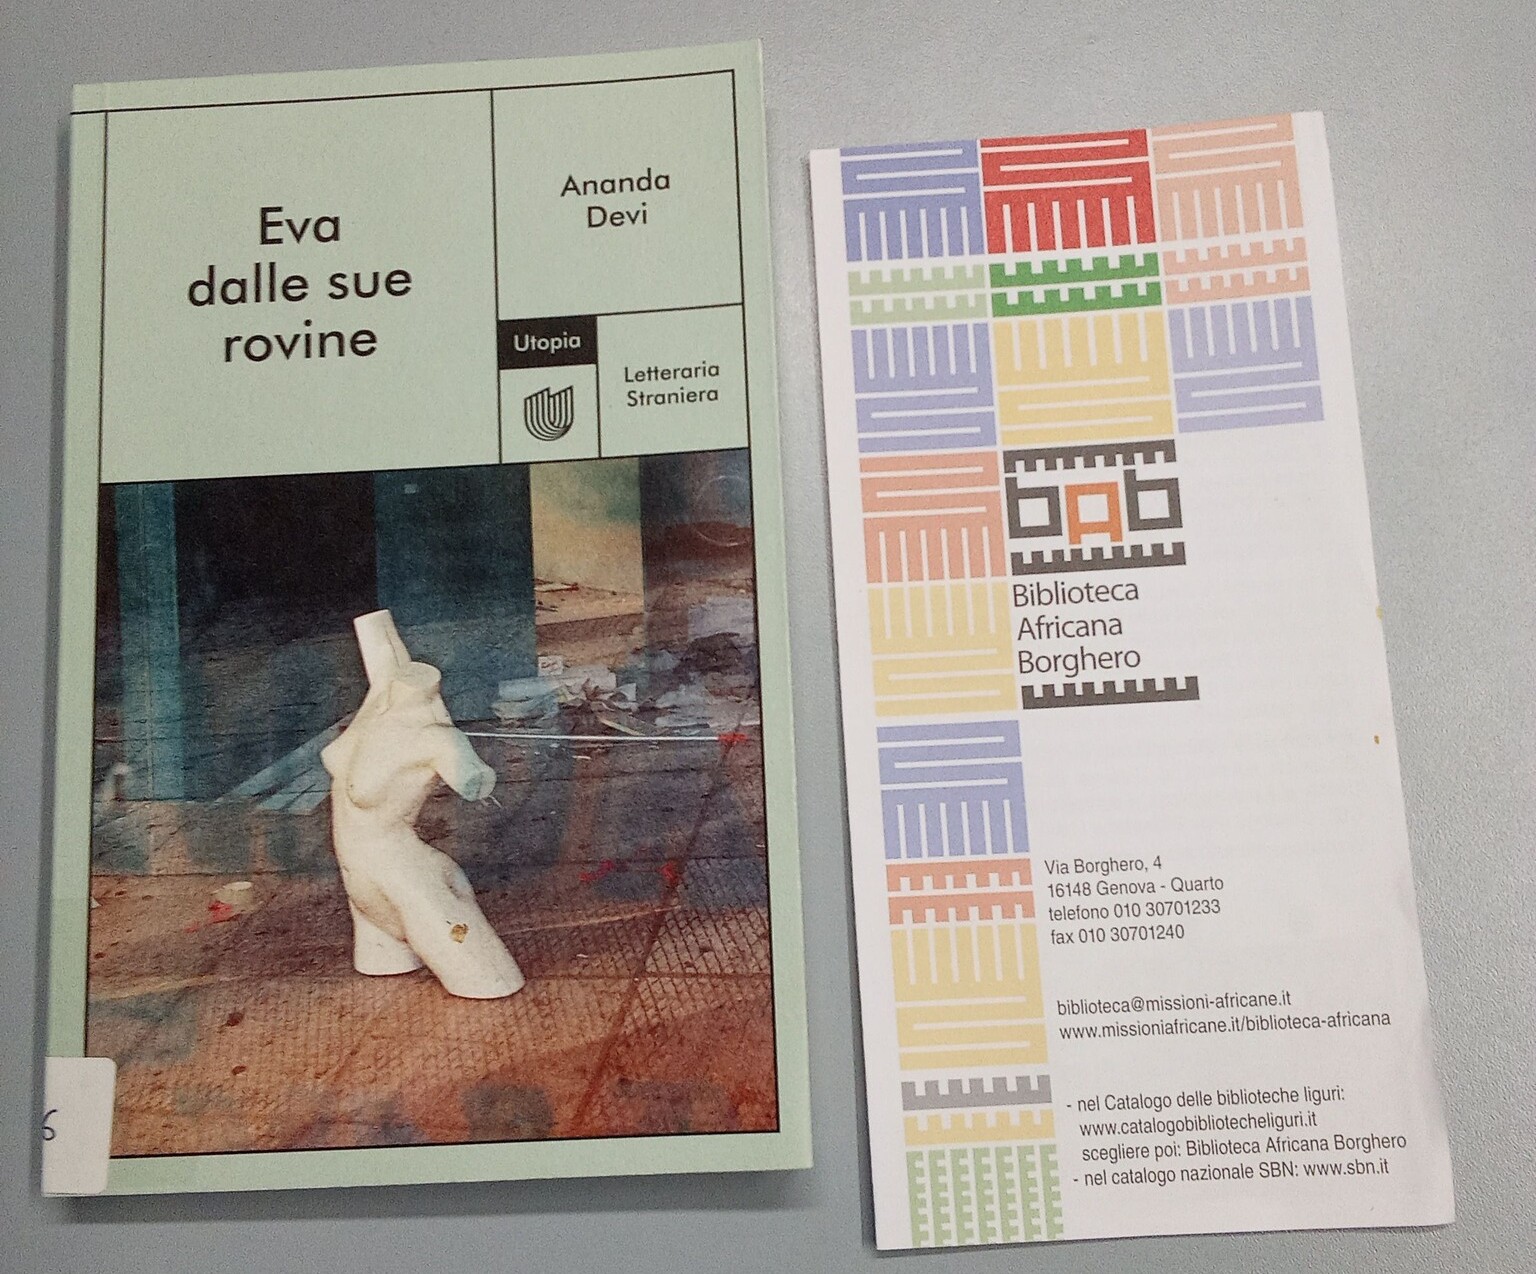 Eva
dalle sue
rovine
Ananda
Devi
Utopia
Letteraria
Straniera
6
bAb
Biblioteca
Africana
Borghero
Via Borghero, 4
16148 Genova - Quarto
telefono 010 30701233
fax 010 30701240
biblioteca@missioni-africane.it
www.missioniafricane.it/biblioteca-africana
- nel Catalogo delle biblioteche liguri:
www.catalogobibliotecheliguri.it
scegliere poi: Biblioteca Africana Borghero
- nel catalogo nazionale SBN: www.sbn.it